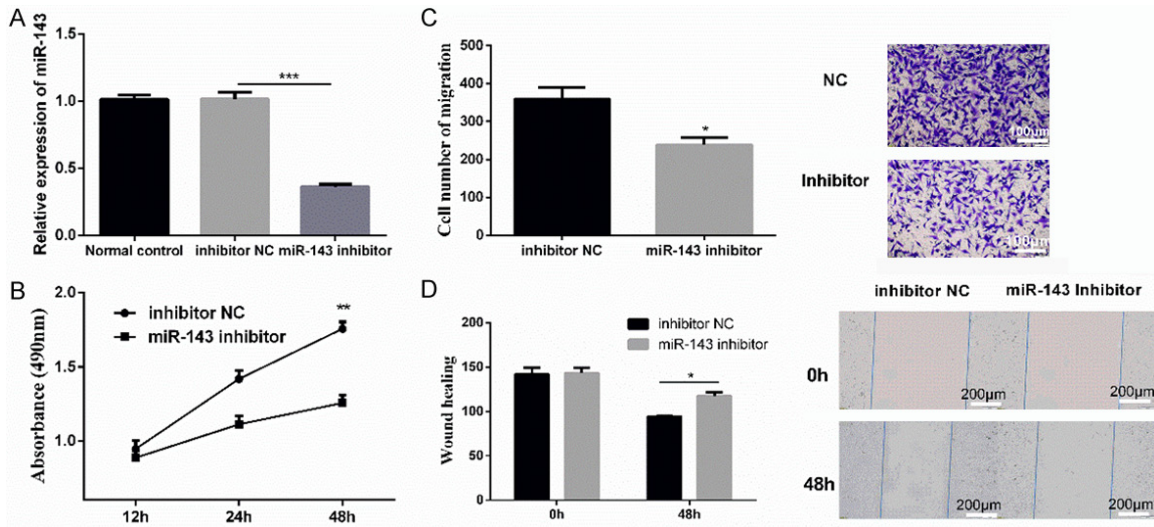 A
Relative expression of miR-143
1.5
1.0
0.5
0.0
***
Normal control
inhibitor NC
miR-143 inhibitor
C
Cell number of migration
500
400
300
200
100
0
*
inhibitor NC
miR-143 inhibitor
NC
100μm
Inhibitor
100μm
B
Absorbance (490nm)
2.0
1.5
1.0
inhibitor NC
miR-143 inhibitor
**
12h
24h
48h
D
Wound healing
200
150
100
50
0
inhibitor NC
miR-143 inhibitor
*
0h
48h
inhibitor NC
miR-143 Inhibitor
0h
200μm
200μm
48h
200μm
200μm